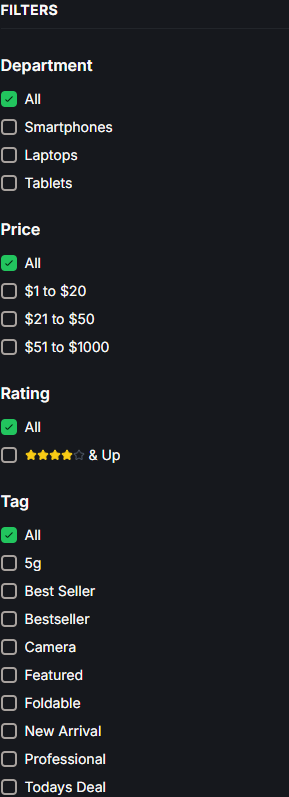 FILTERS
Department
All
Smartphones
Laptops
Tablets
Price
All
$1 to $20
$21 to $50
$51 to $1000
Rating
All
& Up
Tag
All
5g
Best Seller
Bestseller
Camera
Featured
Foldable
New Arrival
Professional
Todays Deal